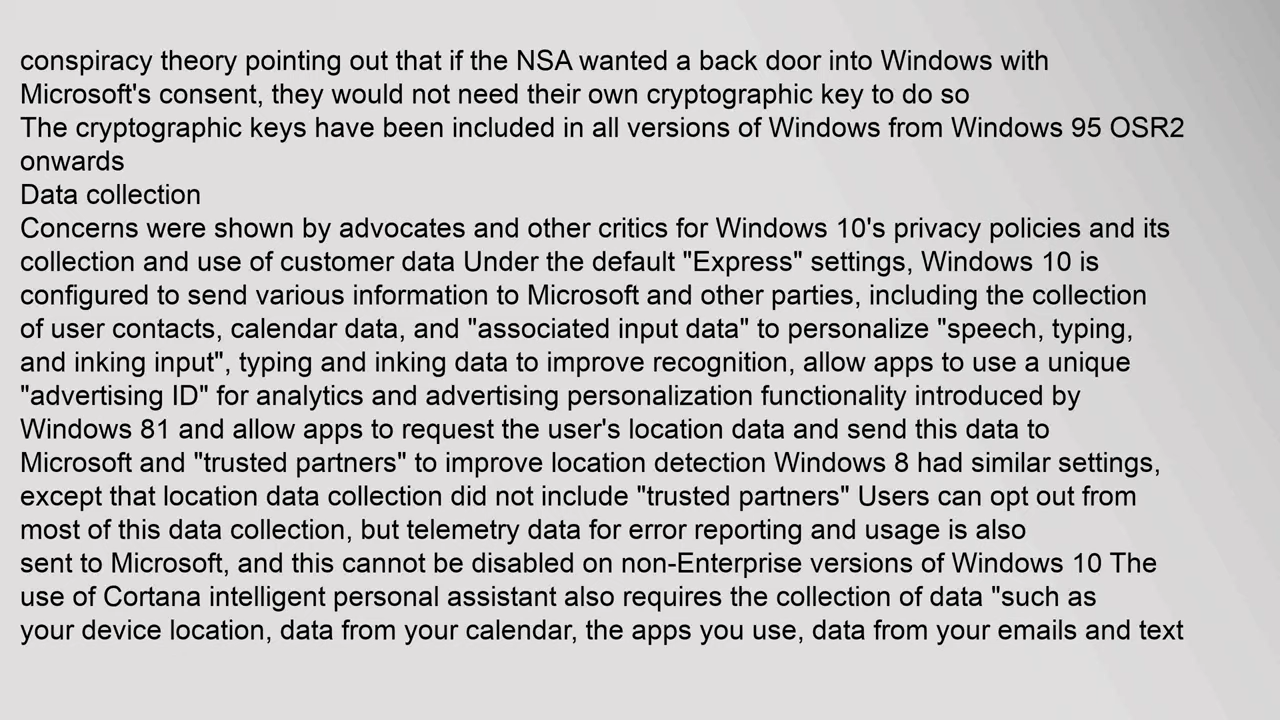 conspiracy theory pointing out that if the NSA wanted a back door into Windows with
Microsoft's consent, they would not need their own cryptographic key to do so
The cryptographic keys have been included in all versions of Windows from Windows 95 OSR2
onwards
Data collection
Concerns were shown by advocates and other critics for Windows 10's privacy policies and its
collection and use of customer data Under the default "Express" settings, Windows 10 is
configured to send various information to Microsoft and other parties, including the collection
of user contacts, calendar data, and "associated input data" to personalize "speech, typing,
and inking input", typing and inking data to improve recognition, allow apps to use a unique
"advertising ID" for analytics and advertising personalization functionality introduced by
Windows 81 and allow apps to request the user's location data and send this data to
Microsoft and "trusted partners" to improve location detection Windows 8 had similar settings,
except that location data collection did not include "trusted partners" Users can opt out from
most of this data collection, but telemetry data for error reporting and usage is also
sent to Microsoft, and this cannot be disabled on non-Enterprise versions of Windows 10 The
use of Cortana intelligent personal assistant also requires the collection of data "such as
your device location, data from your calendar, the apps you use, data from your emails and text